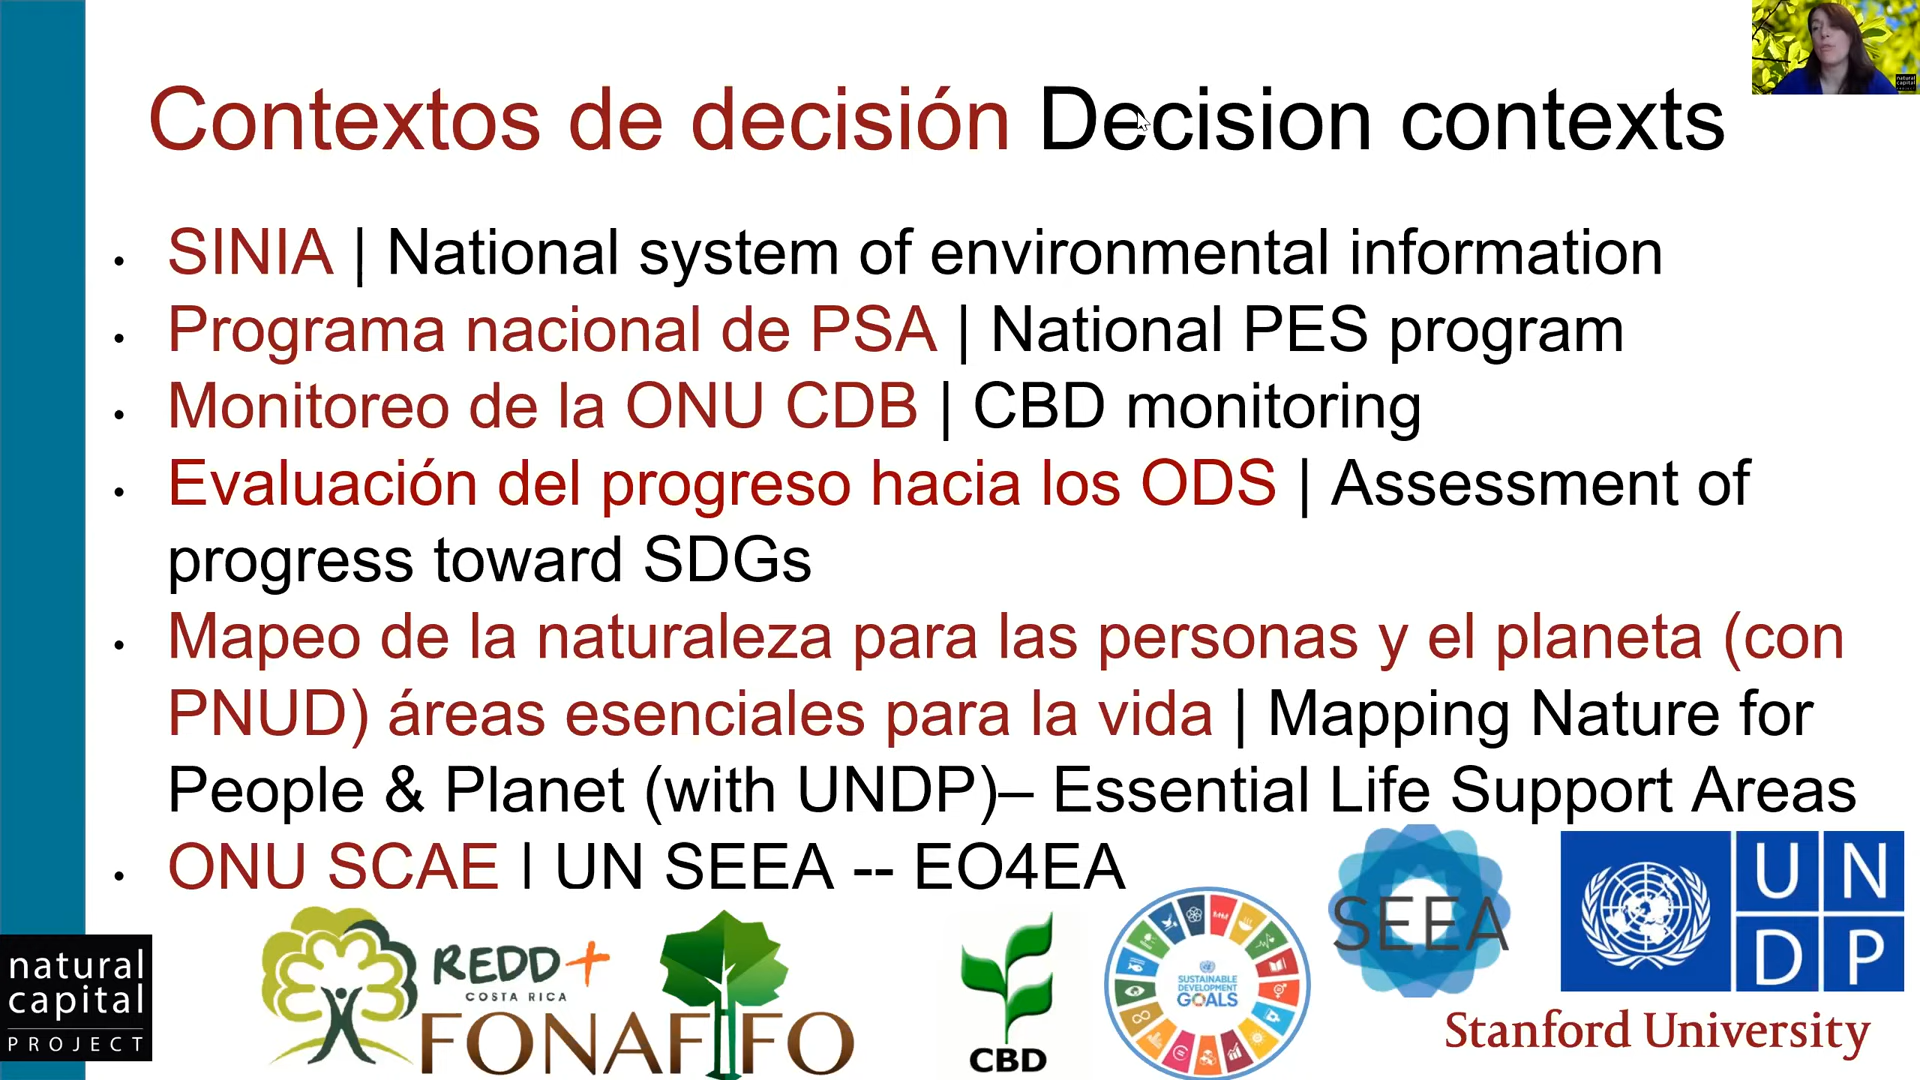 Contextos de decisión Decision contexts
• SINIA | National system of environmental information
• Programa nacional de PSA | National PES program
• Monitoreo de la ONU CDB | CBD monitoring
• Evaluación del progreso hacia los ODS | Assessment of
progress toward SDGs
• Mapeo de la naturaleza para las personas y el planeta (con
PNUD) áreas esenciales para la vida | Mapping Nature for
People & Planet (with UNDP)– Essential Life Support Areas
• ONU SCAE | UN SEEA -- EO4EA
natural
capital
PROJECT
REDD+
COSTA RICA
FONAFIFO
CBD
SUSTAINABLE
DEVELOPMENT
GOALS
SEEA
U N
D P
Stanford University
natural
capital